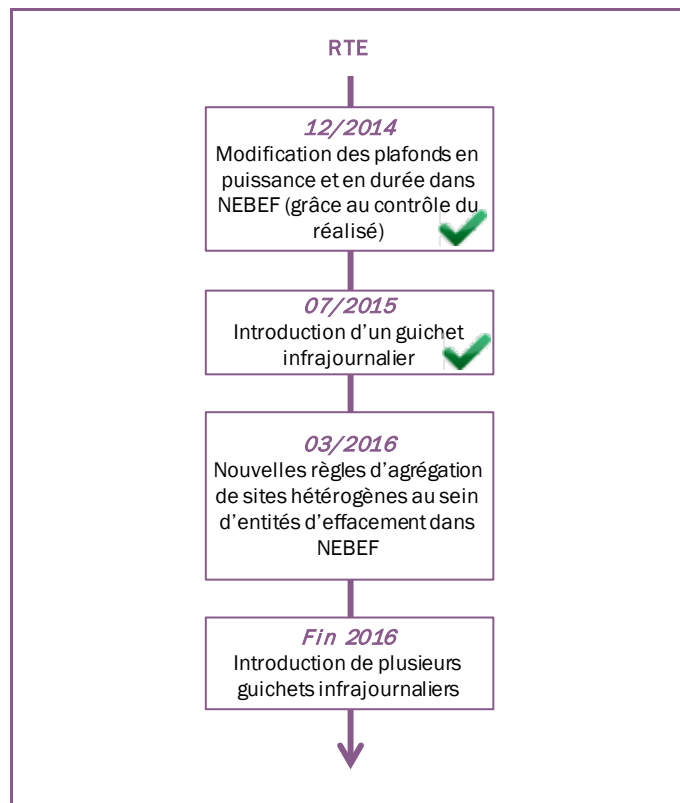 RTE
12/2014
Modification des plafonds en
puissance et en durée dans
NEBEF (grâce au contrôle du
réalisé)
07/2015
Introduction d'un guichet
infrajournalier
03/2016
Nouvelles règles d'agrégation
de sites hétérogènes au sein
d'entités d'effacement dans
NEBEF
Fin 2016
Introduction de plusieurs
guichets infrajournaliers